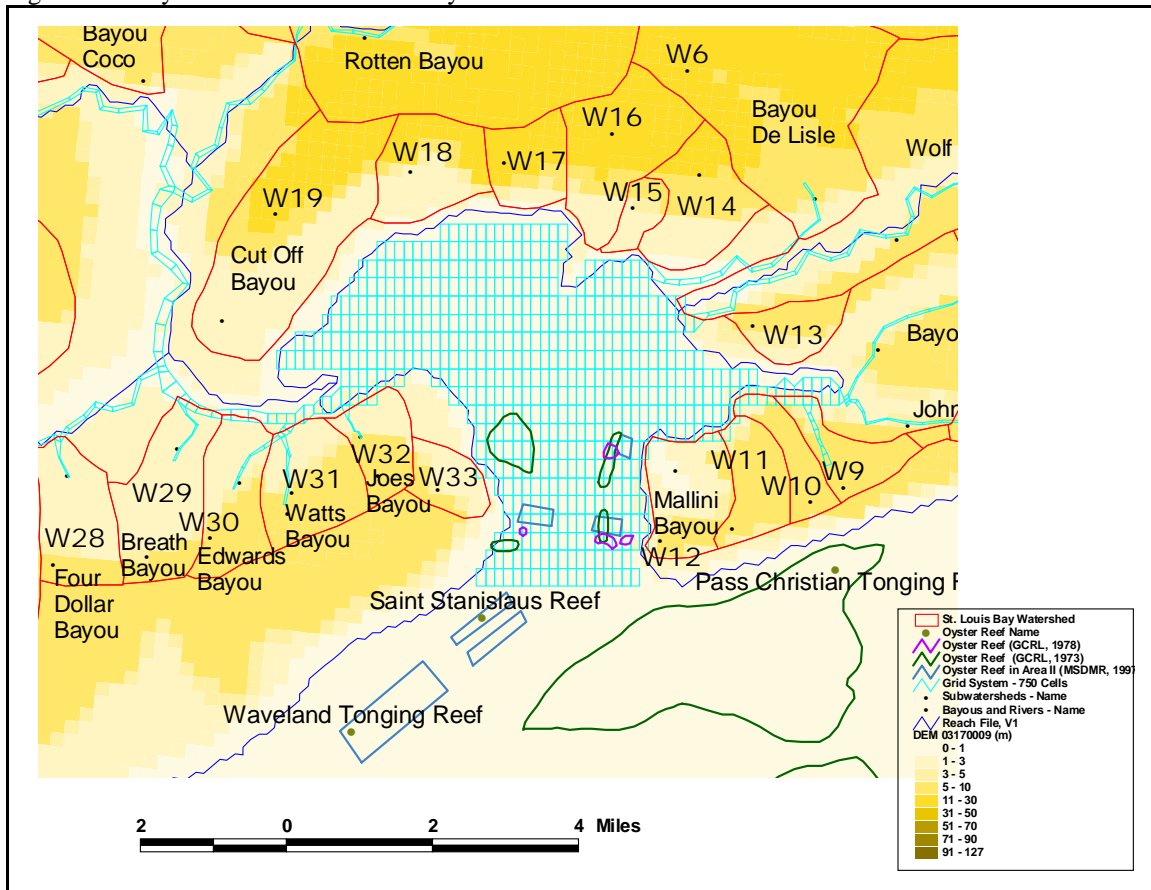 Bayou
Coco
Rotten Bayou
W6
W16
Bayou
De Lisle
Wolf
W18
W17
W15
W14
W19
Cut Off
Bayou
W13
Bayo
John
W11
W10
W9
W32
Joes
Bayou
W33
W31
Watts
Bayou
W29
Breath
Bayou
W30
Edwards
Bayou
W28
Four
Dollar
Bayou
Mallini
Bayou
W12
Pass Christian Tonging R
Saint Stanislaus Reef
Waveland Tonging Reef
St. Louis Bay Watershed
Oyster Reef Name
Oyster Reef (GCRL, 1978)
Oyster Reef (GCRL, 1973)
Oyster Reef in Area II (MSDMR, 1997
Grid System - 750 Cells
Subwatersheds - Name
Bayous and Rivers - Name
Reach File, V1
DEM 03170009 (m)
0 - 1
1 - 3
3 - 5
5 - 10
11 - 30
31 - 50
51 - 70
71 - 90
91 - 127
2 0 2 4 Miles